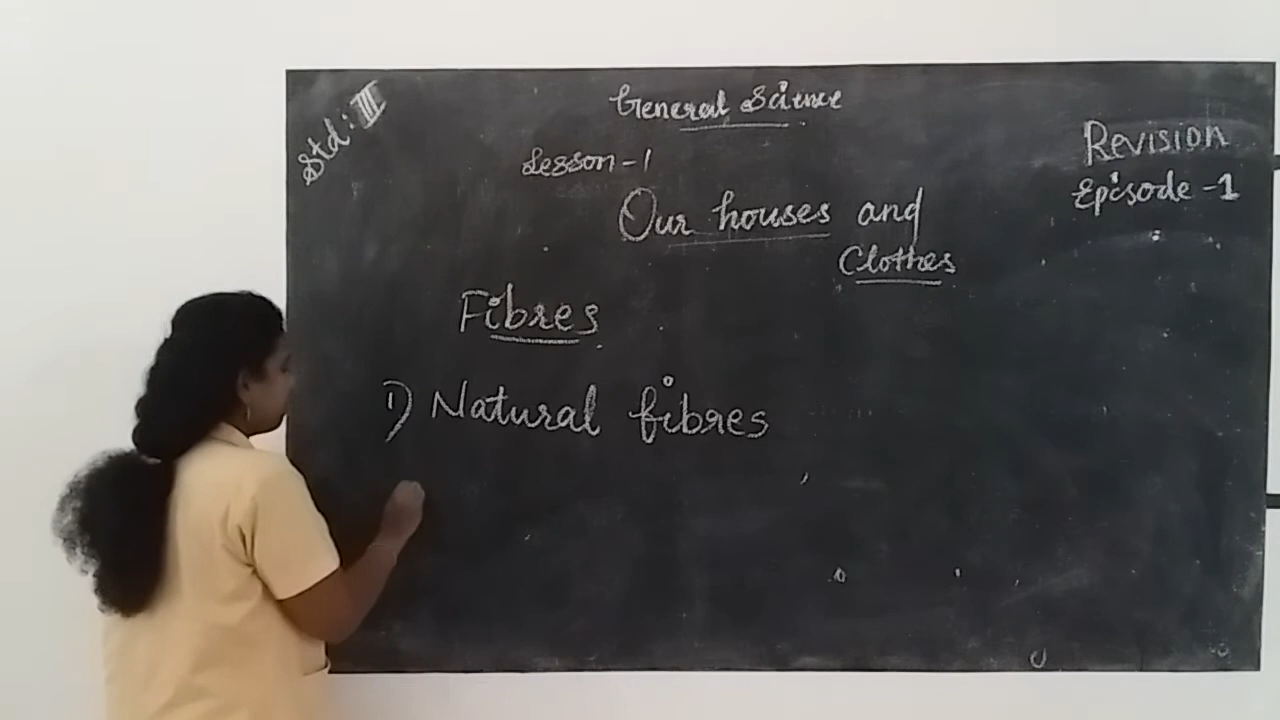 Std: III
General Science
Revision
Episode - 1
Lesson - 1
Our houses and
Clothes
Fibres
1) Natural fibres